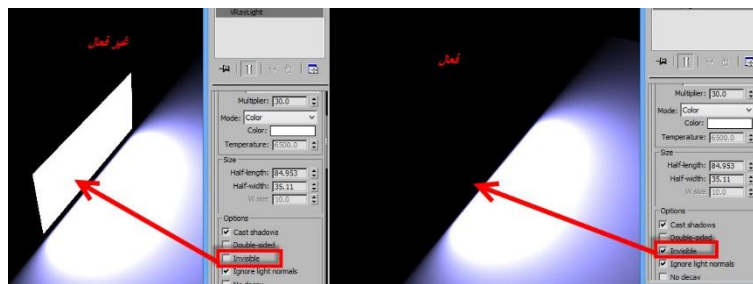 غير فعال
VRayLight
Multiplier: 30.0
Mode: Color
Color:
Temperature: 6500.0
Size
Half-length: 84.953
Half-width: 35.11
W size 10.0
Options
Cast shadows
Double-sided
Invisible
Ignore light normals
No decay
فعال
Multiplier: 30.0
Mode: Color
Color:
Temperature: 6500.0
Size
Half-length: 84.953
Half-width: 35.11
W size 10.0
Options
Cast shadows
Double-sided
Invisible
Ignore light normals
No decay